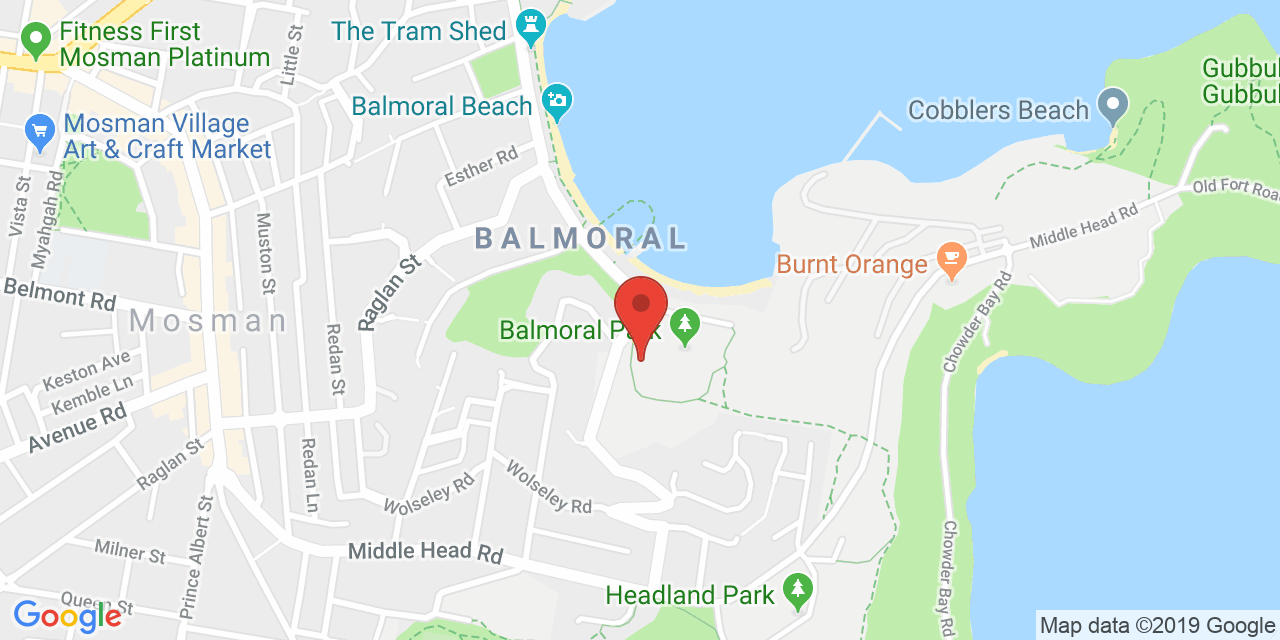 Fitness First
Mosman Platinum
Little St
The Tram Shed
Balmoral Beach
Mosman Village
Art & Craft Market
Esther Rd
Vista St
Myahgah Rd
Muston St
Cobblers Beach
Gubbul
Gubbul
Old Fort Road
Middle Head Rd
BALMORAL
Burnt Orange
Raglan St
Belmont Rd
Mosman
Redan St
Balmoral Park
Chowder Bay Rd
Keston Ave
Kemble Ln
Avenue Rd
Raglan St
Redan Ln
Wolseley Rd
Wolseley Rd
Prince Albert St
Milner St
Middle Head Rd
Queen St
Headland Park
Chowder Bay Rd
Google
Map data ©2019 Google